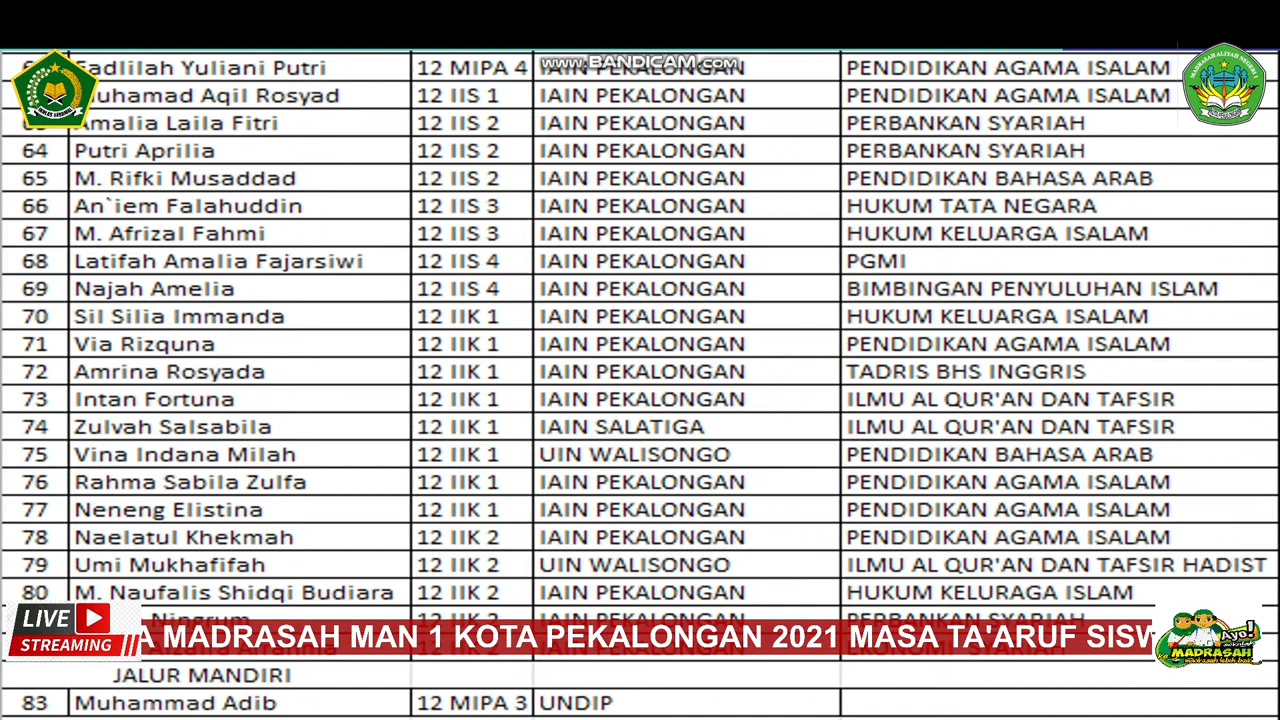 www.BANDICAM.com
Fadlilah Yuliani Putri 12 MIPA 4 IAIN PEKALONGAN PENDIDIKAN AGAMA ISALAM
Muhamad Aqil Rosyad 12 IIS 1 IAIN PEKALONGAN PENDIDIKAN AGAMA ISALAM
Amalia Laila Fitri 12 IIS 2 IAIN PEKALONGAN PERBANKAN SYARIAH
64 Putri Aprilia 12 IIS 2 IAIN PEKALONGAN PERBANKAN SYARIAH
65 M. Rifki Musaddad 12 IIS 2 IAIN PEKALONGAN PENDIDIKAN BAHASA ARAB
66 An`iem Falahuddin 12 IIS 3 IAIN PEKALONGAN HUKUM TATA NEGARA
67 M. Afrizal Fahmi 12 IIS 3 IAIN PEKALONGAN HUKUM KELUARGA ISALAM
68 Latifah Amalia Fajarsiwi 12 IIS 4 IAIN PEKALONGAN PGMI
69 Najah Amelia 12 IIS 4 IAIN PEKALONGAN BIMBINGAN PENYULUHAN ISLAM
70 Sil Silia Immanda 12 IIK 1 IAIN PEKALONGAN HUKUM KELUARGA ISALAM
71 Via Rizquna 12 IIK 1 IAIN PEKALONGAN PENDIDIKAN AGAMA ISALAM
72 Amrina Rosyada 12 IIK 1 IAIN PEKALONGAN TADRIS BHS INGGRIS
73 Intan Fortuna 12 IIK 1 IAIN PEKALONGAN ILMU AL QUR'AN DAN TAFSIR
74 Zulvah Salsabila 12 IIK 1 IAIN SALATIGA ILMU AL QUR'AN DAN TAFSIR
75 Vina Indana Milah 12 IIK 1 UIN WALISONGO PENDIDIKAN BAHASA ARAB
76 Rahma Sabila Zulfa 12 IIK 1 IAIN PEKALONGAN PENDIDIKAN AGAMA ISALAM
77 Neneng Elistina 12 IIK 1 IAIN PEKALONGAN PENDIDIKAN AGAMA ISALAM
78 Naelatul Khekmah 12 IIK 2 IAIN PEKALONGAN PENDIDIKAN AGAMA ISALAM
79 Umi Mukhafifah 12 IIK 2 UIN WALISONGO ILMU AL QUR'AN DAN TAFSIR HADIST
80 M. Naufalis Shidqi Budiara 12 IIK 2 IAIN PEKALONGAN HUKUM KELURAGA ISLAM
Ningrum 12 IIK 2 IAIN PEKALONGAN PERBANKAN SYARIAH
LIVE STREAMING
A MADRASAH MAN 1 KOTA PEKALONGAN 2021 MASA TA'ARUF SISW
Ayo! MADRASAH
JALUR MANDIRI
83 Muhammad Adib 12 MIPA 3 UNDIP